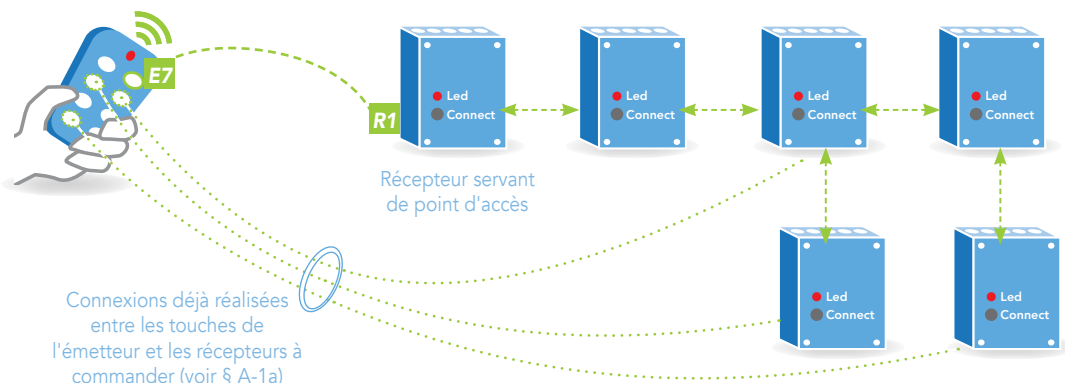 E7
R1
Led
Connect
Led
Connect
Led
Connect
Led
Connect
Récepteur servant
de point d'accès
Led
Connect
Led
Connect
Connexions déjà réalisées
entre les touches de
l'émetteur et les récepteurs à
commander (voir § A-1a)